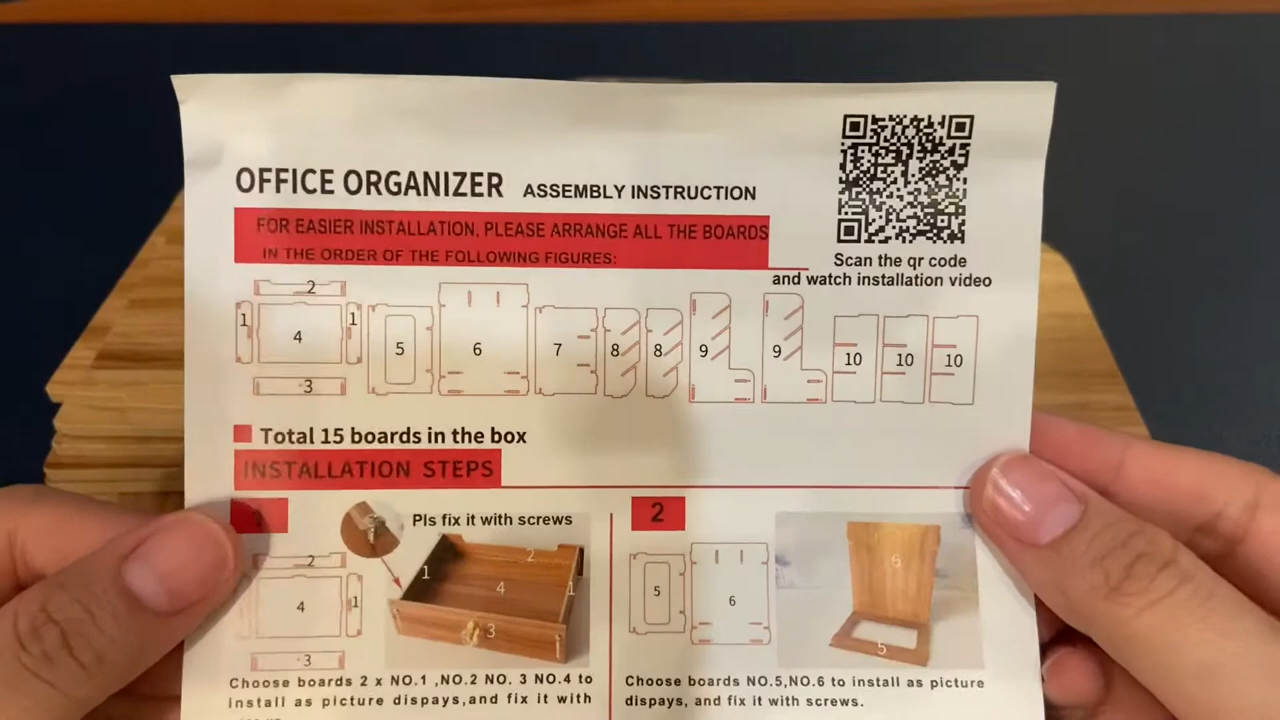 OFFICE ORGANIZER ASSEMBLY INSTRUCTION
FOR EASIER INSTALLATION, PLEASE ARRANGE ALL THE BOARDS
IN THE ORDER OF THE FOLLOWING FIGURES:
Scan the qr code
and watch installation video
2
1 4 1 5 6 7 8 8 9 9 10 10 10
3
Total 15 boards in the box
INSTALLATION STEPS
Pls fix it with screws
2
4 1
3
1 2 4 1 3
Choose boards 2 x NO.1 ,NO.2 NO. 3 NO.4 to
install as picture dispays,and fix it with
2
5 6
6
5
Choose boards NO.5,NO.6 to install as picture
dispays, and fix it with screws.